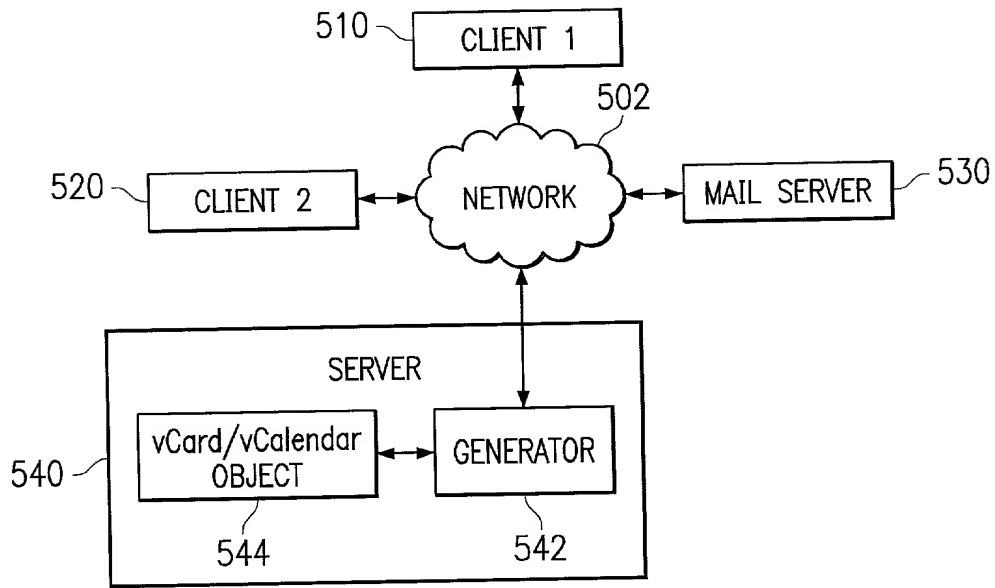 510
CLIENT 1
502
520
CLIENT 2
NETWORK
MAIL SERVER
530
SERVER
540
vCard/vCalendar
OBJECT
GENERATOR
544
542